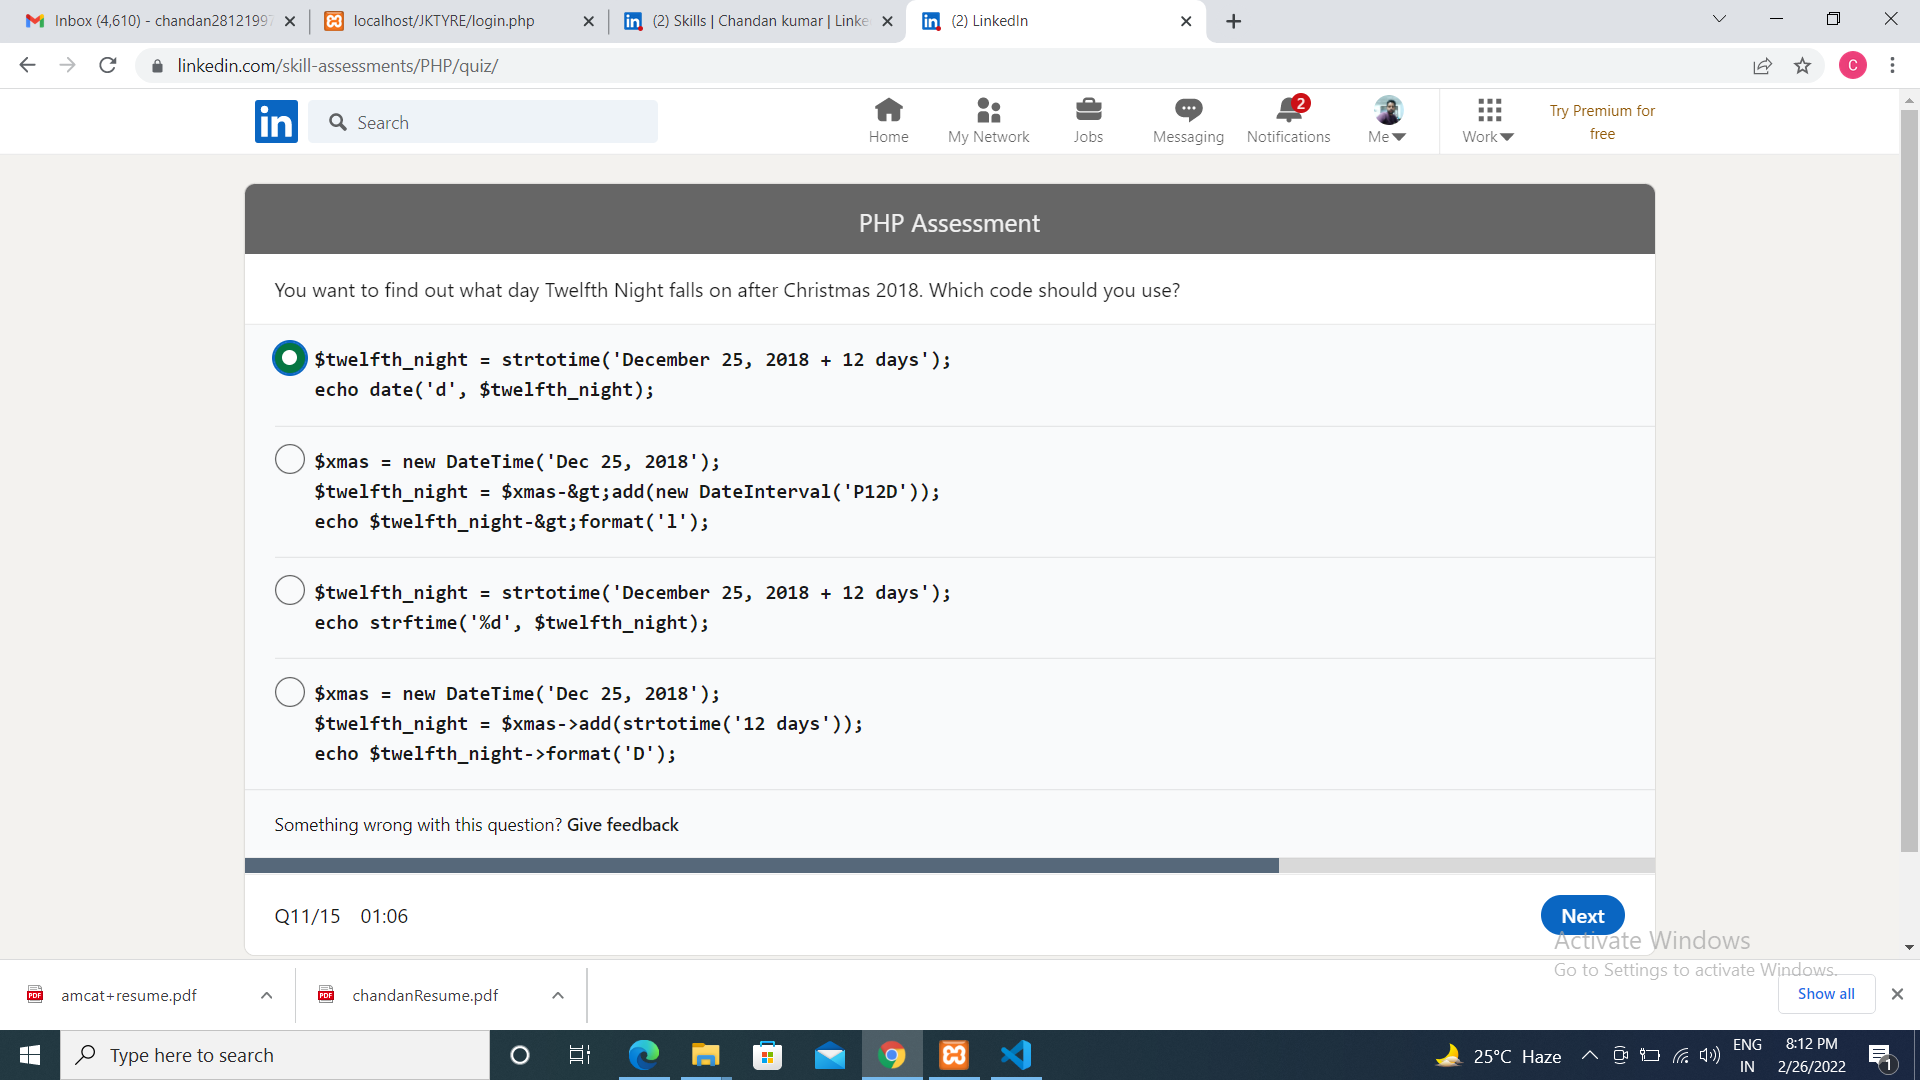 Inbox (4,610) - chandan28121997
localhost/JKTYRE/login.php
(2) Skills | Chandan kumar | Linke
(2) LinkedIn
linkedin.com/skill-assessments/PHP/quiz/
C
in
Search
Home
My Network
Jobs
Messaging
2
Notifications
Me
Work
Try Premium for
free
PHP Assessment
You want to find out what day Twelfth Night falls on after Christmas 2018. Which code should you use?
$twelfth_night = strtotime('December 25, 2018 + 12 days');
echo date('d', $twelfth_night);
$xmas = new DateTime('Dec 25, 2018');
$twelfth_night = $xmas-&gt;add(new DateInterval('P12D'));
echo $twelfth_night-&gt;format('l');
$twelfth_night = strtotime('December 25, 2018 + 12 days');
echo strftime('%d', $twelfth_night);
$xmas = new DateTime('Dec 25, 2018');
$twelfth_night = $xmas->add(strtotime('12 days'));
echo $twelfth_night->format('D');
Something wrong with this question? Give feedback
Q11/15 01:06
Next
Activate Windows
Go to Settings to activate Windows.
amcat+resume.pdf
chandanResume.pdf
Show all
Type here to search
25°C Haze
ENG
IN
8:12 PM
2/26/2022
1